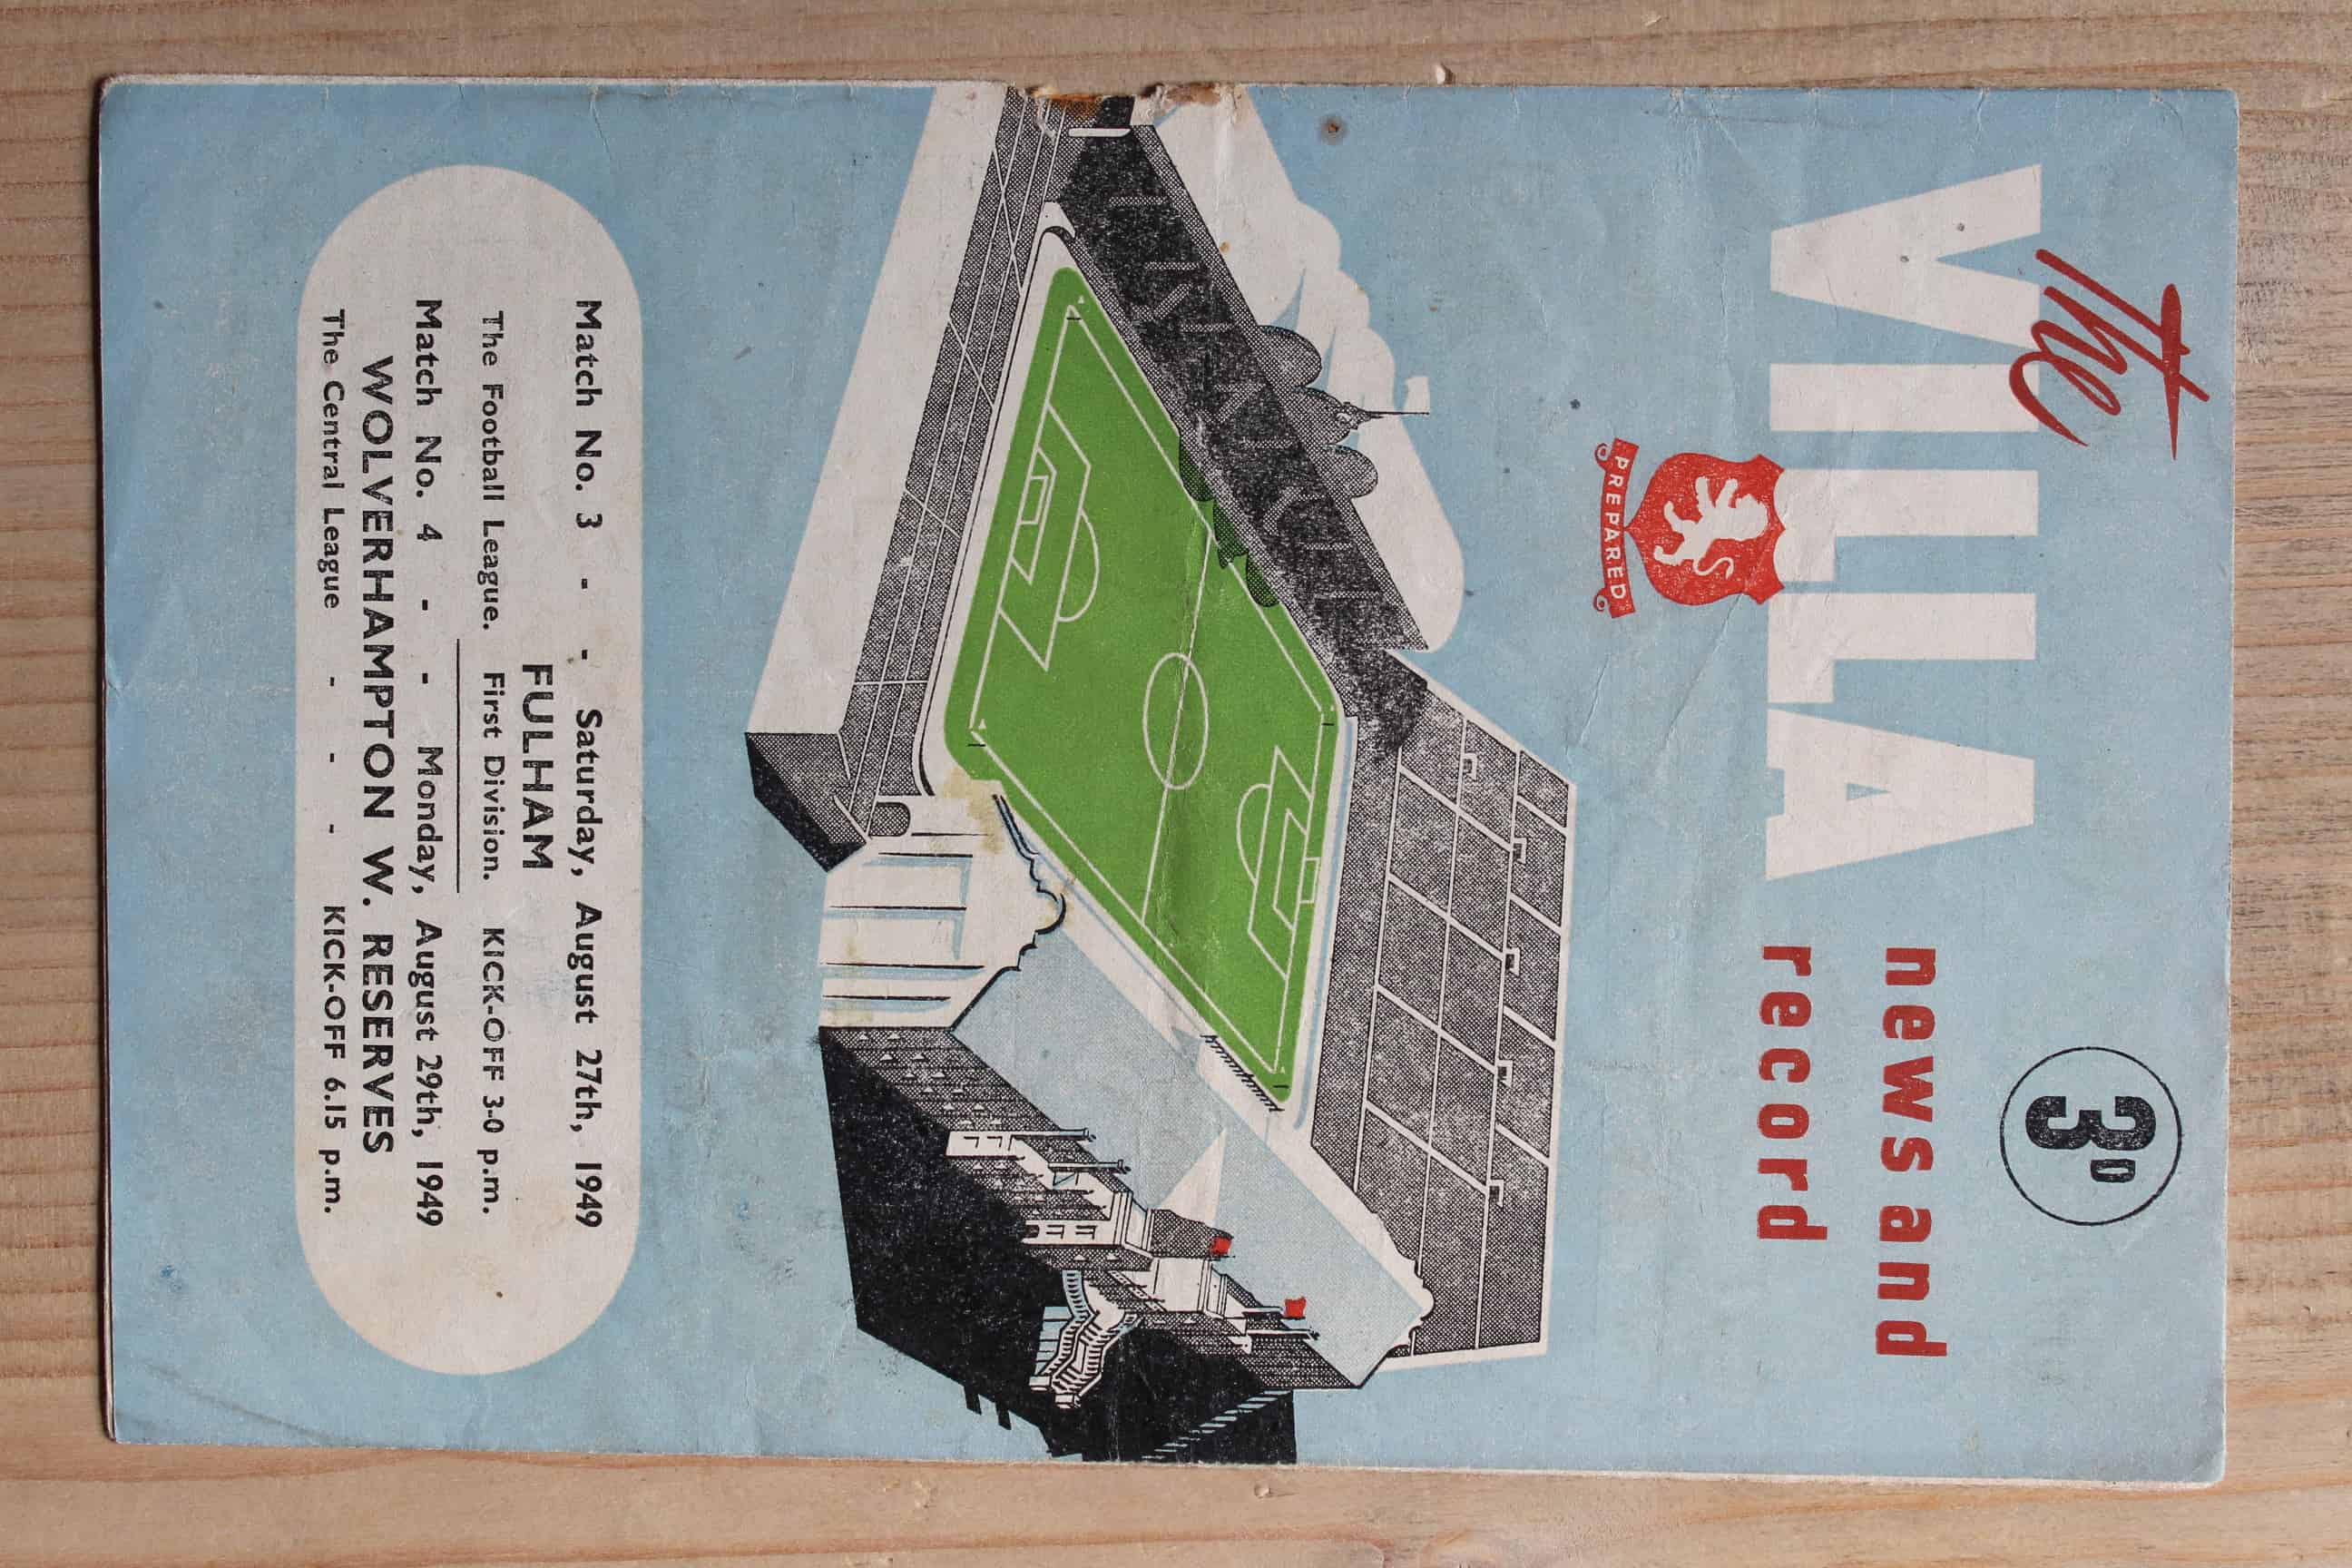 The
VILLA
news and
record
3D
PREPARED
Match No. 3 - - Saturday, August 27th, 1949
FULHAM
The Football League. First Division. KICK-OFF 3-0 p.m.
Match No. 4 - - Monday, August 29th, 1949
WOLVERHAMPTON W. RESERVES
The Central League - - - KICK-OFF 6.15 p.m.